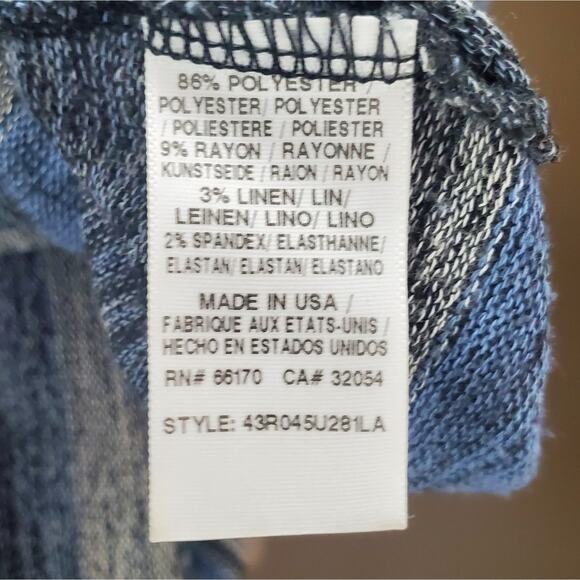 86% POLYESTER /
POLYESTER/ POLYESTER
/ POLIESTERE / POLIESTER
9% RAYON / RAYONNE /
KUNSTSEIDE / RAION / RAYON
3% LINEN/ LIN/
LEINEN/ LINO/ LINO
2% SPANDEX/ ELASTHANNE/
ELASTAN/ ELASTAN/ ELASTANO
MADE IN USA /
FABRIQUE AUX ETATS-UNIS /
HECHO EN ESTADOS UNIDOS
RN# 66170 CA# 32054
STYLE: 43R045U281LA